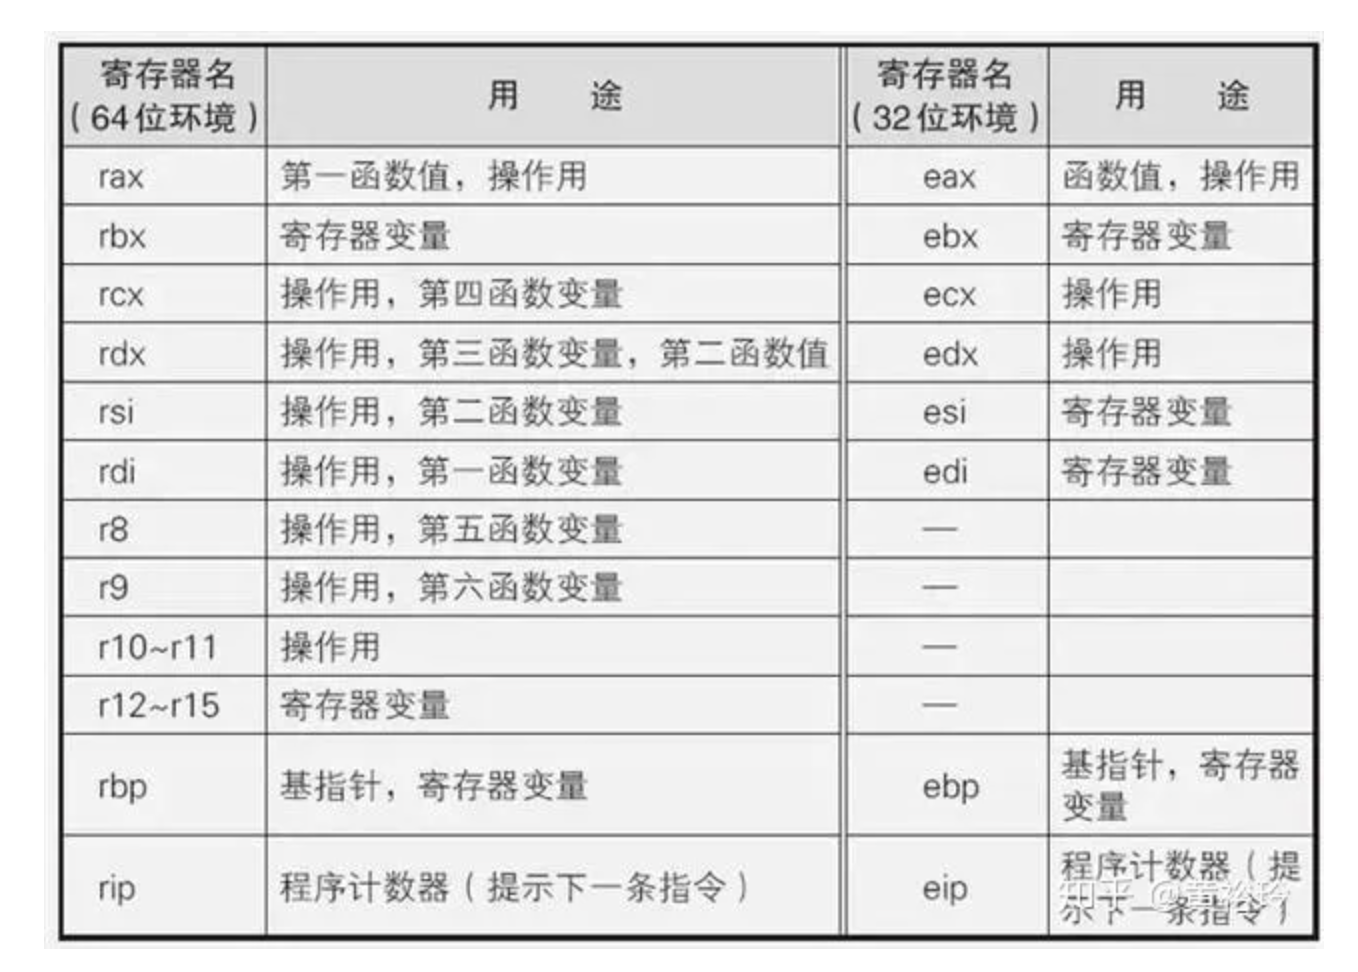 寄存器名
（64位环境）
用 途
寄存器名
（32位环境）
用 途
rax 第一函数值，操作用 eax 函数值，操作用
rbx 寄存器变量 ebx 寄存器变量
rcx 操作用，第四函数变量 ecx 操作用
rdx 操作用，第三函数变量，第二函数值 edx 操作用
rsi 操作用，第二函数变量 esi 寄存器变量
rdi 操作用，第一函数变量 edi 寄存器变量
r8 操作用，第五函数变量 —
r9 操作用，第六函数变量 —
r10~r11 操作用 —
r12~r15 寄存器变量 —
rbp 基指针，寄存器变量 ebp 基指针，寄存器
变量
rip 程序计数器（提示下一条指令） eip 程序计数器（提
示下一条指令）
知乎